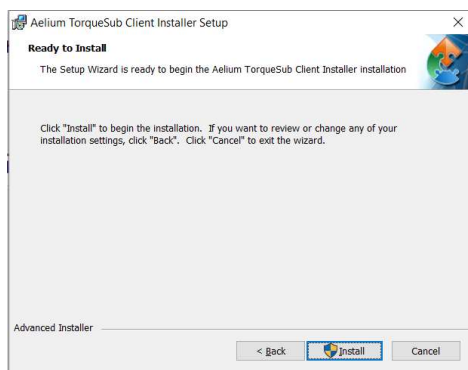 Aelium TorqueSub Client Installer Setup
Ready to Install
The Setup Wizard is ready to begin the Aelium TorqueSub Client Installer installation
Click "Install" to begin the installation.  If you want to review or change any of your
installation settings, click "Back".  Click "Cancel" to exit the wizard.
Advanced Installer
< Back
Install
Cancel